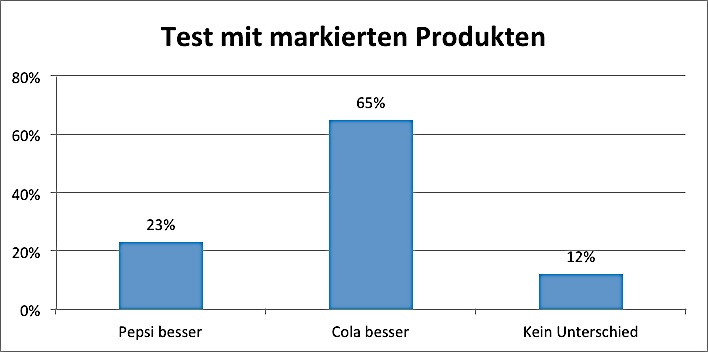 Test mit markierten Produkten
80%
60%
40%
20%
0%
23%
65%
12%
Pepsi besser
Cola besser
Kein Unterschied